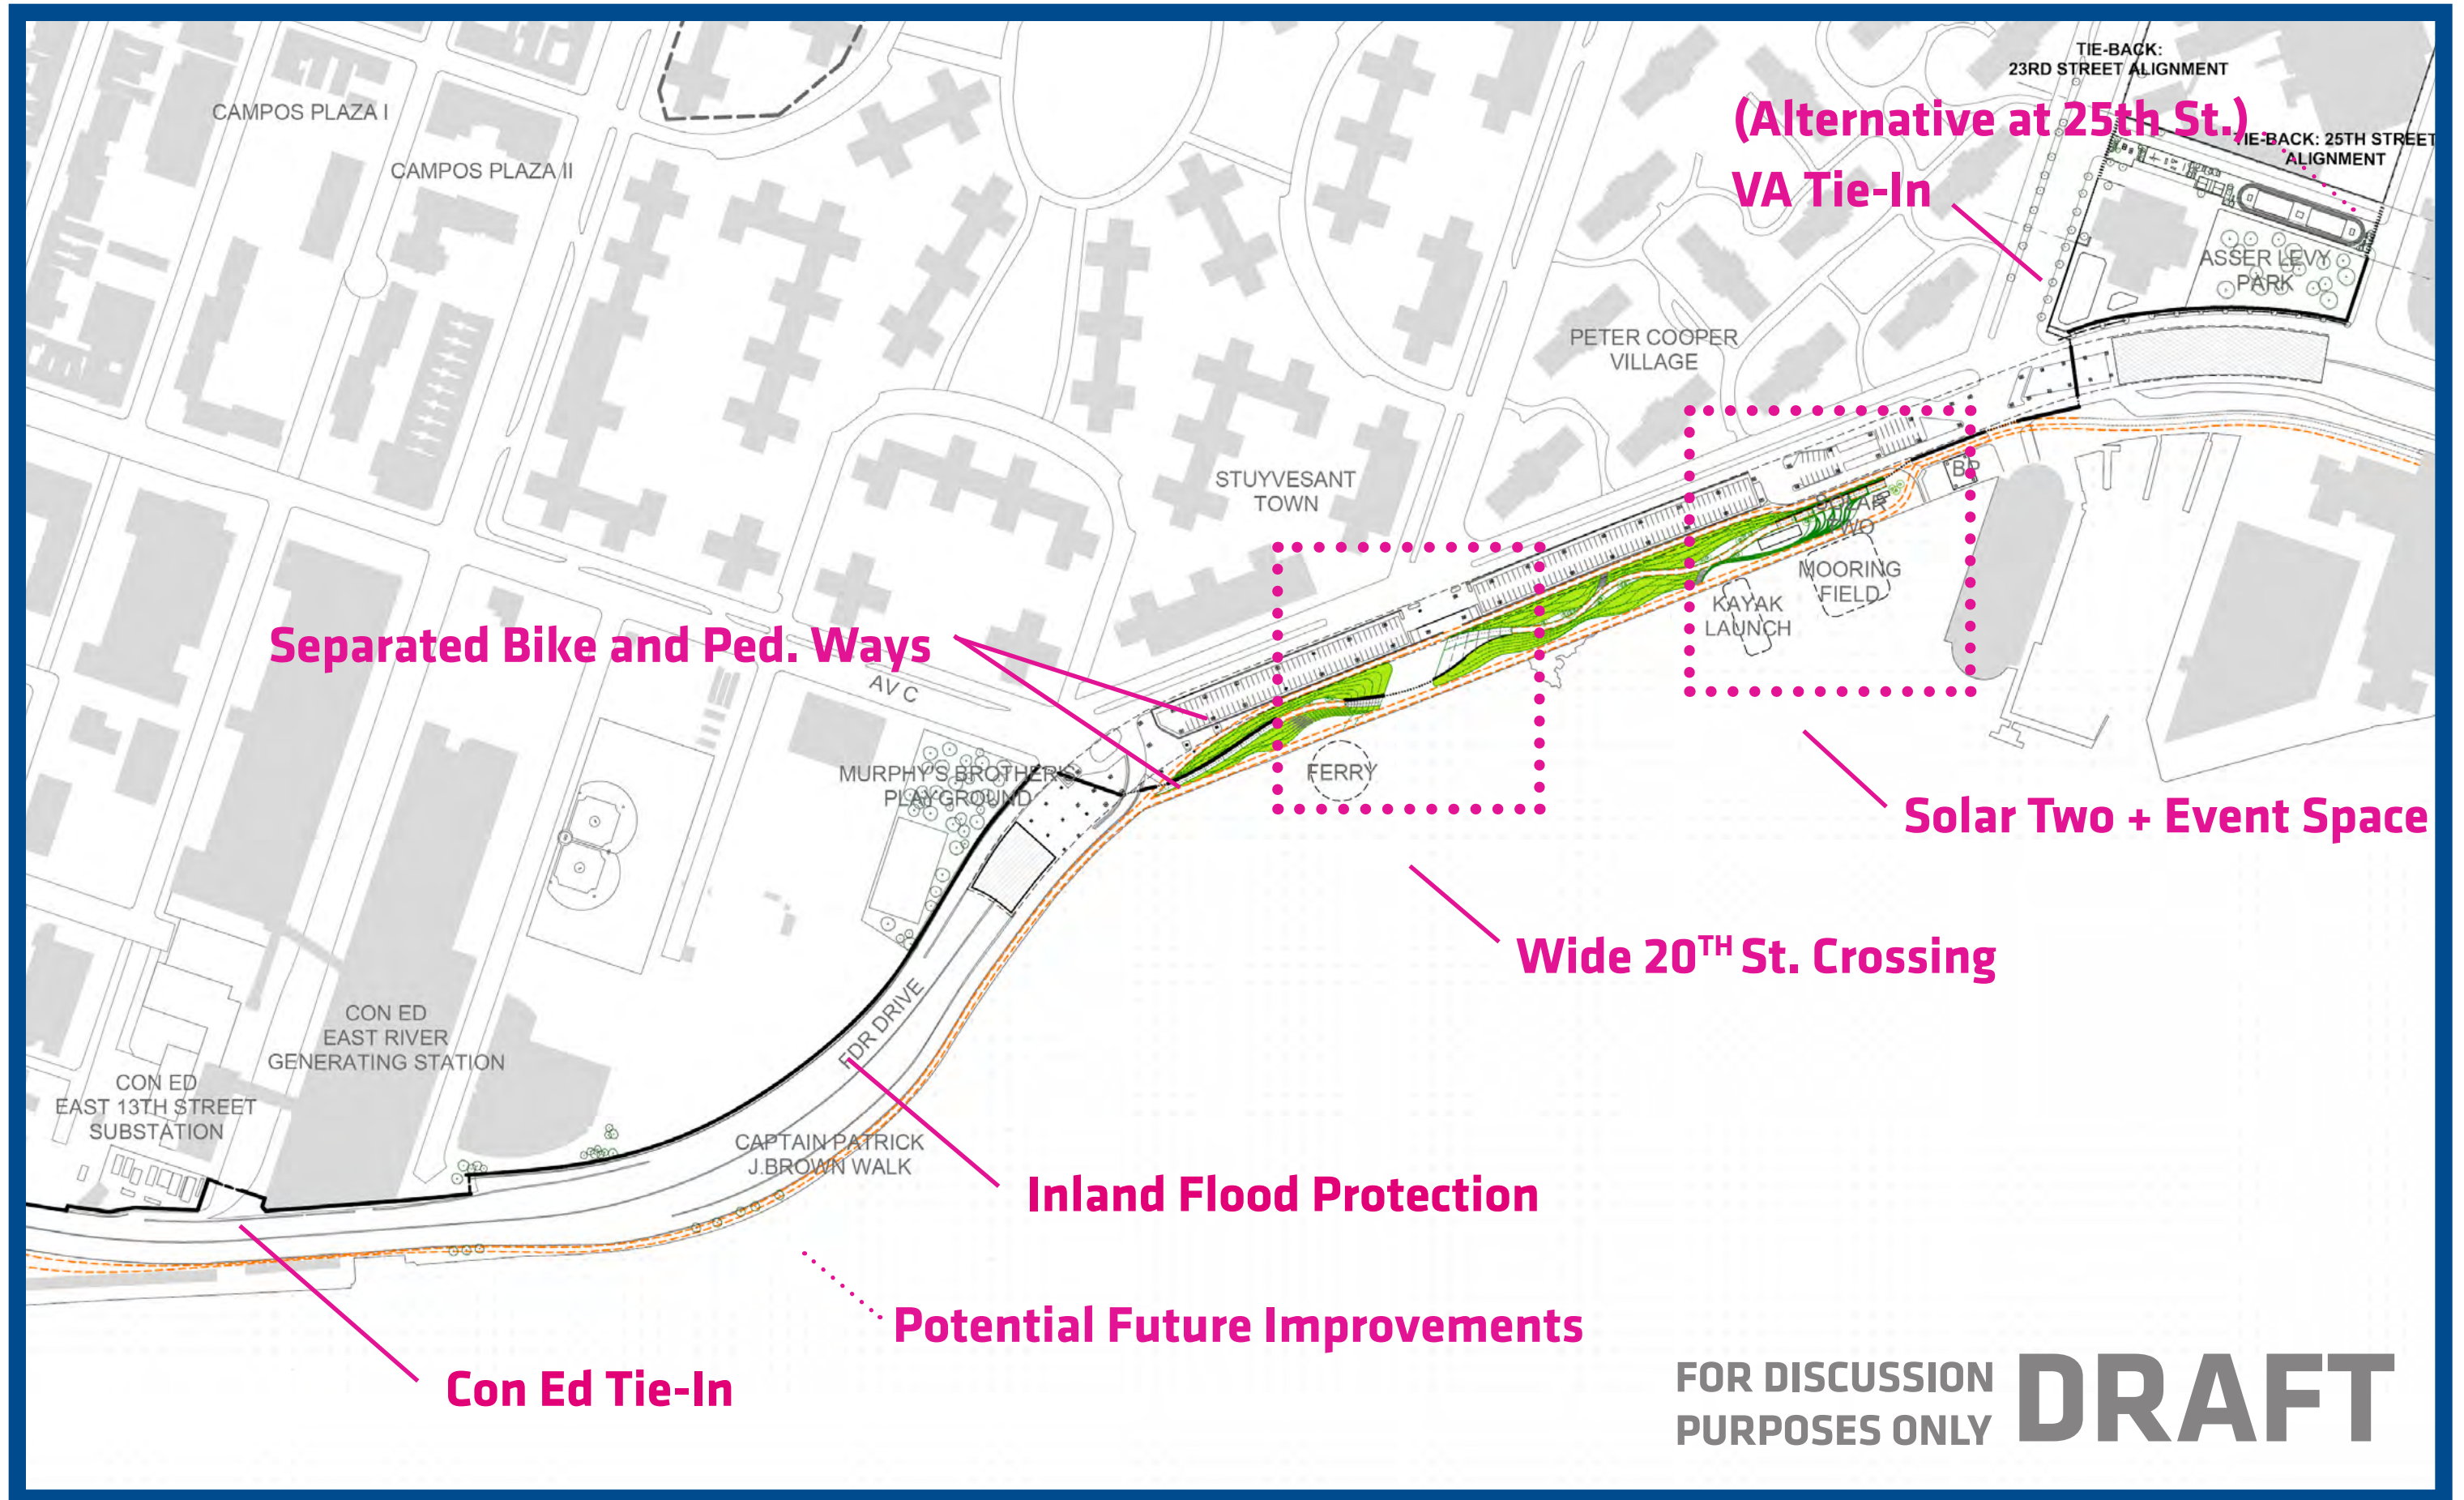 TIE-BACK:
23RD STREET ALIGNMENT
(Alternative at 25th St.)
TIE-BACK: 25TH STREET
ALIGNMENT
VA Tie-In
CAMPOS PLAZA I
CAMPOS PLAZA II
ASSER LEVY
PARK
PETER COOPER
VILLAGE
STUYVESANT
TOWN
BP
SOLAR
TWO
MOORING
FIELD
KAYAK
LAUNCH
Separated Bike and Ped. Ways
AV C
MURPHY'S BROTHER'S
PLAYGROUND
FERRY
Solar Two + Event Space
Wide 20TH St. Crossing
FDR DRIVE
CON ED
EAST RIVER
GENERATING STATION
CON ED
EAST 13TH STREET
SUBSTATION
CAPTAIN PATRICK
J.BROWN WALK
Inland Flood Protection
Potential Future Improvements
Con Ed Tie-In
FOR DISCUSSION
PURPOSES ONLY
DRAFT